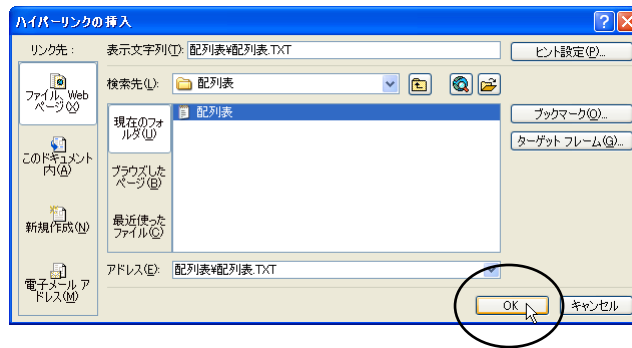 ハイパーリンクの挿入
リンク先：
表示文字列(T): 配列表¥配列表.TXT
ヒント設定(P)...
ファイル、Web
ページ(X)
検索先(L):
配列表
現在のフォ
ルダ(U)
配列表
ブックマーク(O)...
ターゲット フレーム(G)...
このドキュメント
内(A)
ブラウズした
ページ(B)
新規作成(N)
最近使った
ファイル(C)
電子メール ア
ドレス(M)
アドレス(E): 配列表¥配列表.TXT
OK
キャンセル